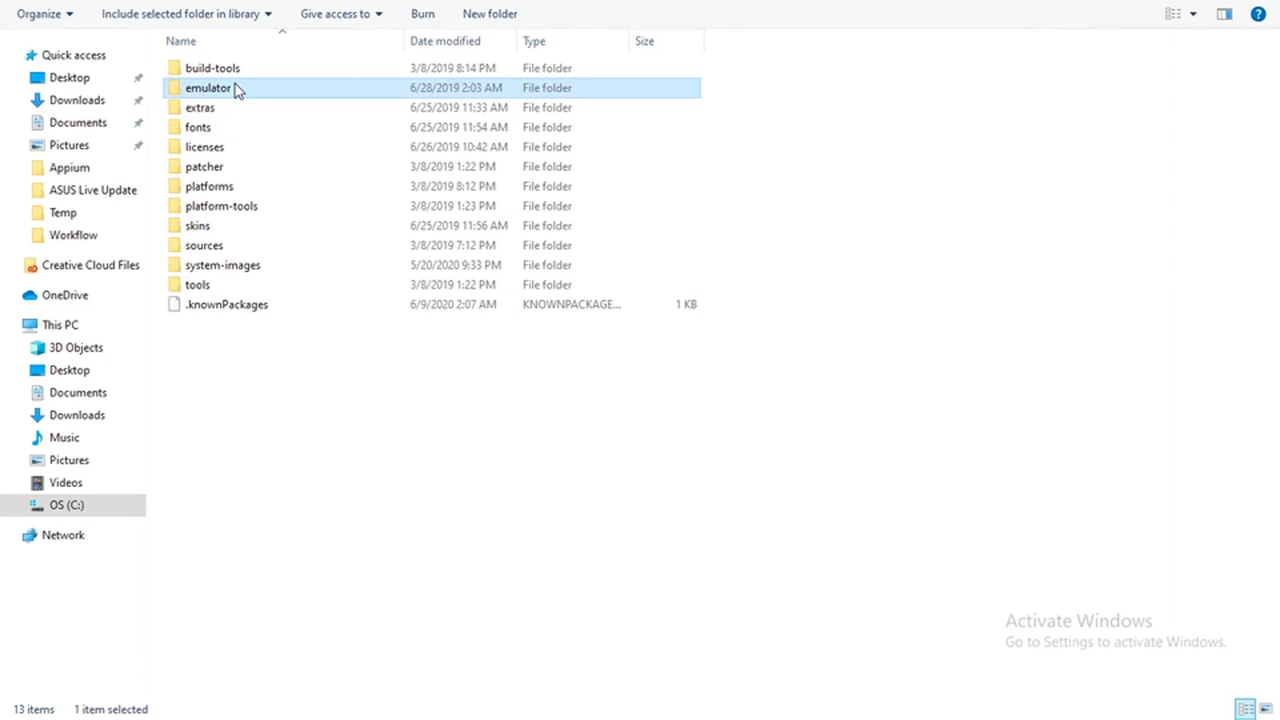 Organize Include selected folder in library Give access to Burn New folder
Name Date modified Type Size
Quick access
Desktop
Downloads
Documents
Pictures
Appium
ASUS Live Update
Temp
Workflow
Creative Cloud Files
OneDrive
This PC
3D Objects
Desktop
Documents
Downloads
Music
Pictures
Videos
OS (C:)
Network
build-tools 3/8/2019 8:14 PM File folder
emulator 6/28/2019 2:03 AM File folder
extras 6/25/2019 11:33 AM File folder
fonts 6/25/2019 11:54 AM File folder
licenses 6/26/2019 10:42 AM File folder
patcher 3/8/2019 1:22 PM File folder
platforms 3/8/2019 8:12 PM File folder
platform-tools 3/8/2019 1:23 PM File folder
skins 6/25/2019 11:56 AM File folder
sources 3/8/2019 7:12 PM File folder
system-images 5/20/2020 9:33 PM File folder
tools 3/8/2019 1:22 PM File folder
.knownPackages 6/9/2020 2:07 AM KNOWNPACKAGE... 1 KB
Activate Windows
Go to Settings to activate Windows.
13 items 1 item selected